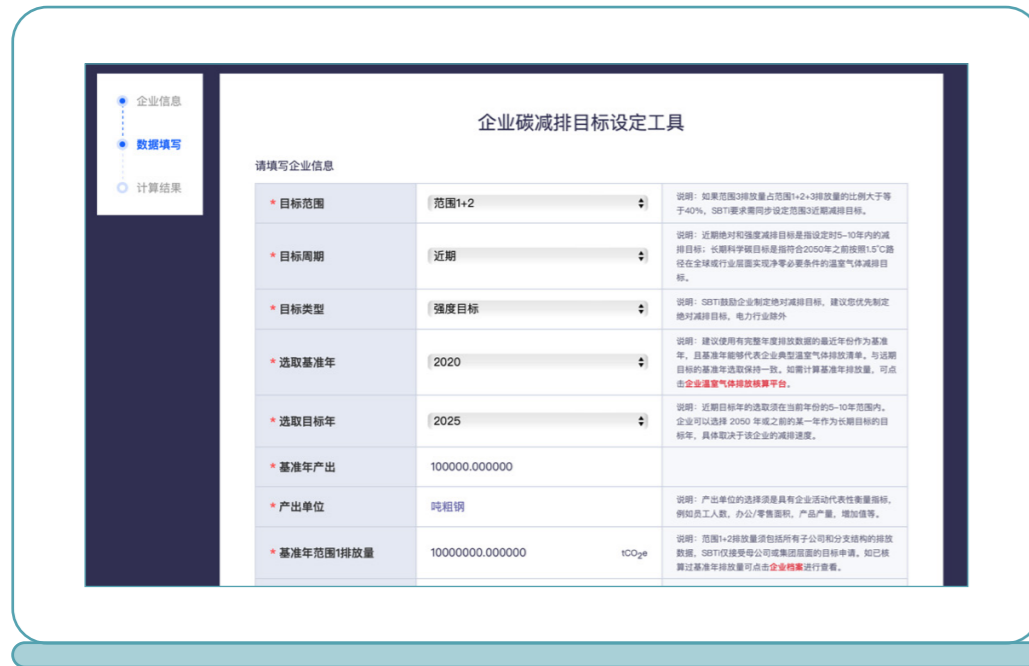 企业信息
数据填写
计算结果
企业碳减排目标设定工具
请填写企业信息
* 目标范围
范围1+2
说明：如果范围3排放量占范围1+2+3排放量的比例大于等
于40%，SBTi要求需同步设定范围3近期减排目标。
* 目标周期
近期
说明：近期绝对和强度减排目标是指设定时5-10年内的减
排目标；长期科学碳目标是指符合2050年之前按照1.5°C路
径在全球或行业层面实现净零必要条件的温室气体减排目
标。
* 目标类型
强度目标
说明：SBTi鼓励企业制定绝对减排目标，建议您优先制定
绝对减排目标，电力行业除外
* 选取基准年
2020
说明：建议使用有完整年度排放数据的最近年份作为基准
年，且基准年能够代表企业典型温室气体排放清单。与远期
目标的基准年选取保持一致。如需计算基准年排放量，可点
击企业温室气体排放核算平台。
* 选取目标年
2025
说明：近期目标年的选取须在当前年份的5-10年范围内。
企业可以选择 2050 年或之前的某一年作为长期目标的目
标年，具体取决于该企业的减排速度。
* 基准年产出
100000.000000
* 产出单位
吨粗钢
说明：产出单位的选择须是具有企业活动代表性衡量指标，
例如员工人数，办公/零售面积，产品产量，增加值等。
* 基准年范围1排放量
10000000.000000
tCO₂e
说明：范围1+2排放量须包括所有子公司和分支结构的排放
数据，SBTi仅接受母公司或集团层面的目标申请。如已核
算过基准年排放量可点击企业档案进行查看。